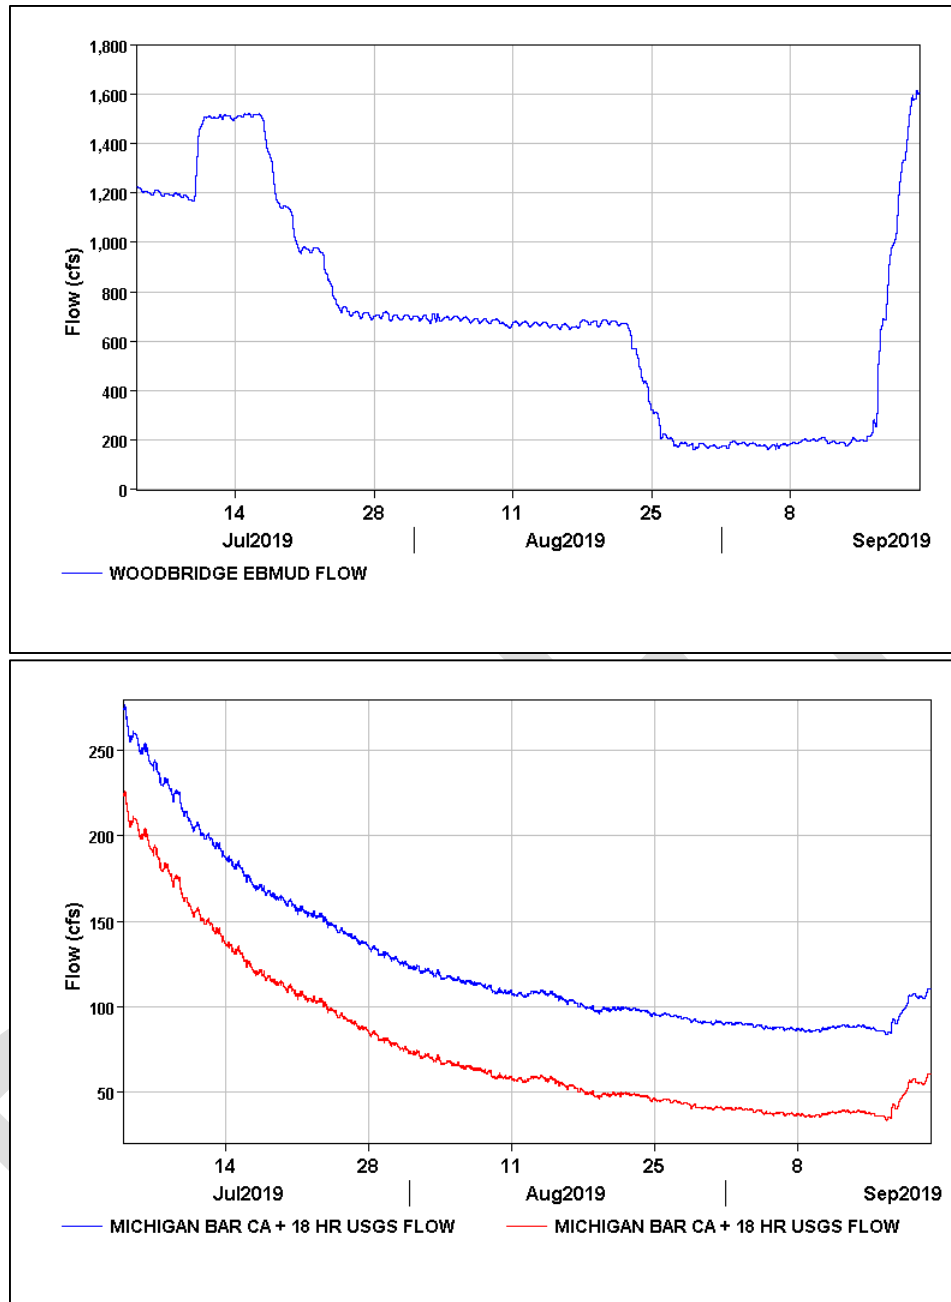 1,800
1,600
1,400
1,200
1,000
800
600
400
200
0
Flow (cfs)
14 28 11 25 8
Jul2019 Aug2019 Sep2019
WOODBRIDGE EBMUD FLOW
250
200
150
100
50
Flow (cfs)
14 28 11 25 8
Jul2019 Aug2019 Sep2019
MICHIGAN BAR CA + 18 HR USGS FLOW MICHIGAN BAR CA + 18 HR USGS FLOW